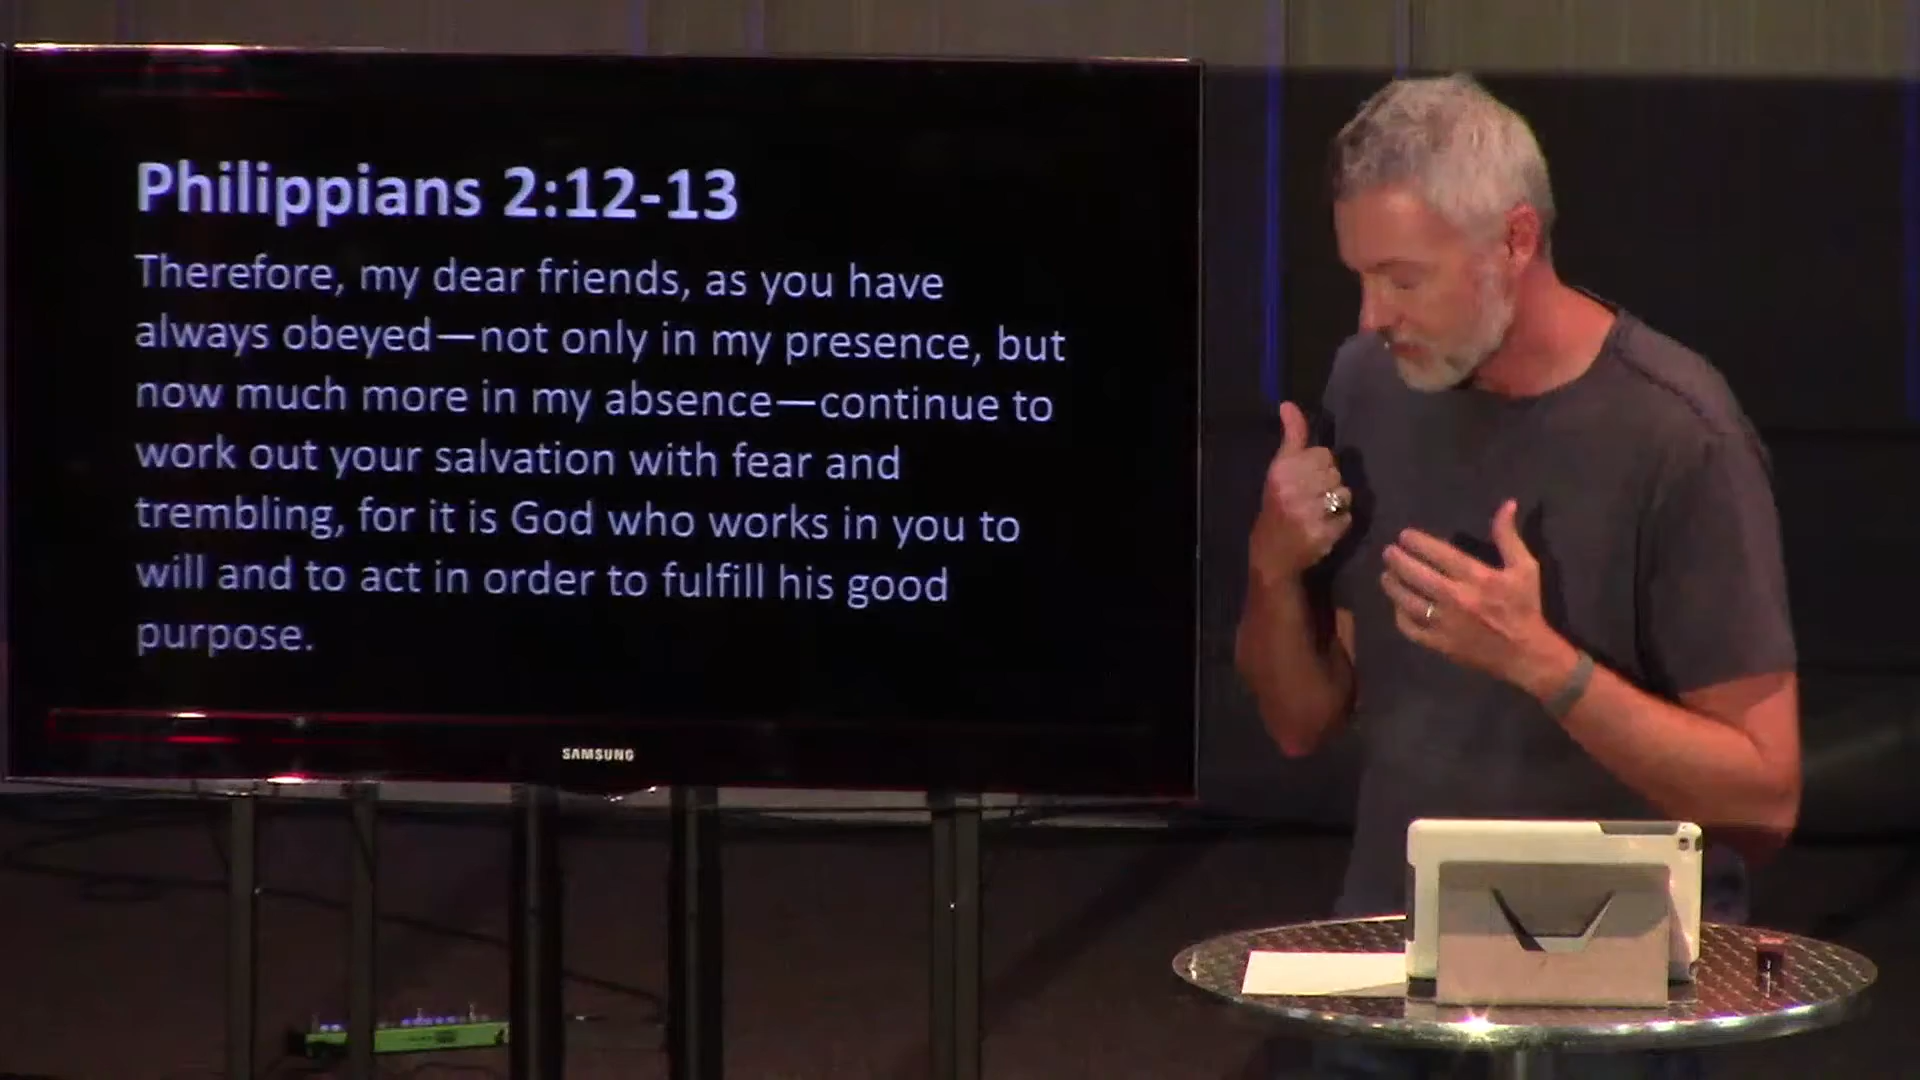 Philippians 2:12-13
Therefore, my dear friends, as you have
always obeyed—not only in my presence, but
now much more in my absence—continue to
work out your salvation with fear and
trembling, for it is God who works in you to
will and to act in order to fulfill his good
purpose.
SAMSUNG